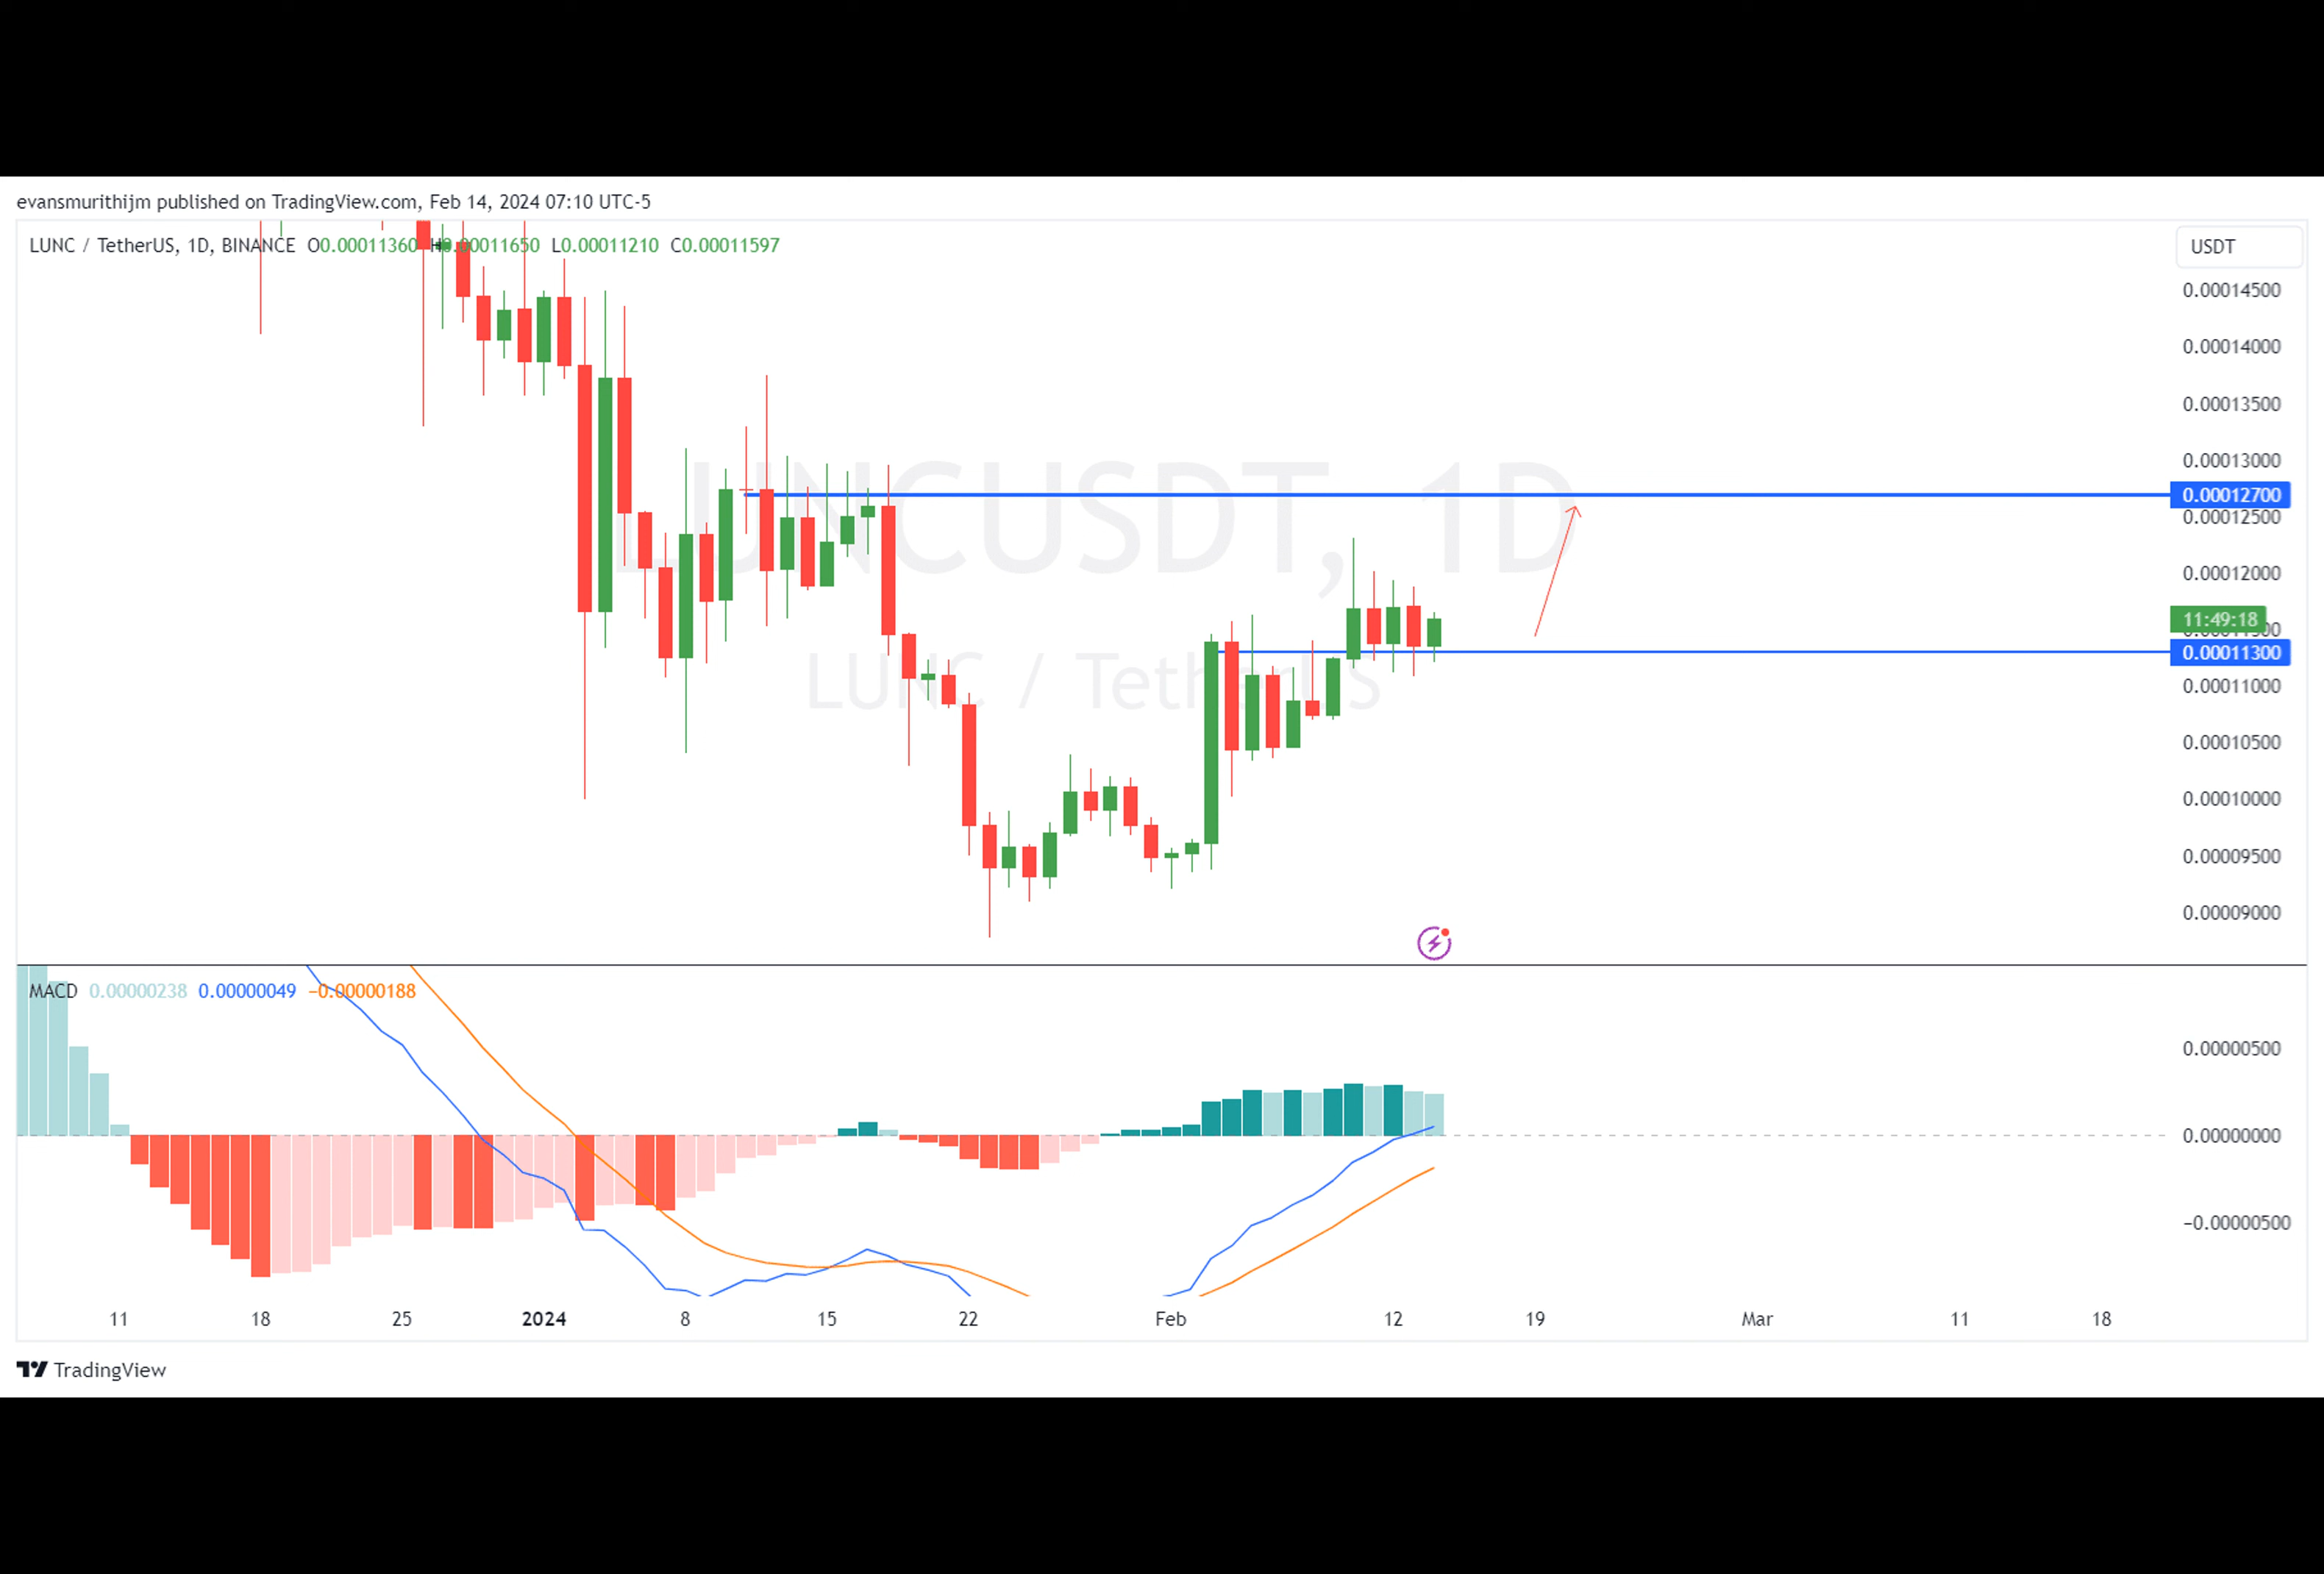 evansmurithijm published on TradingView.com, Feb 14, 2024 07:10 UTC-5
LUNC / TetherUS, 1D, BINANCE O0.00011360 H0.00011650 L0.00011210 C0.00011597
USDT
0.00014500
0.00014000
0.00013500
0.00013000
LUNCUSDT, 1D
0.00012700
0.00012500
0.00012000
11:49:18
0.00011300
LUNC / TetherUS
0.00011000
0.00010500
0.00010000
0.00009500
0.00009000
MACD 0.00000238 0.00000049 −0.00000188
0.00000500
0.00000000
−0.00000500
11 18 25 2024 8 15 22 Feb 12 19 Mar 11 18
TradingView